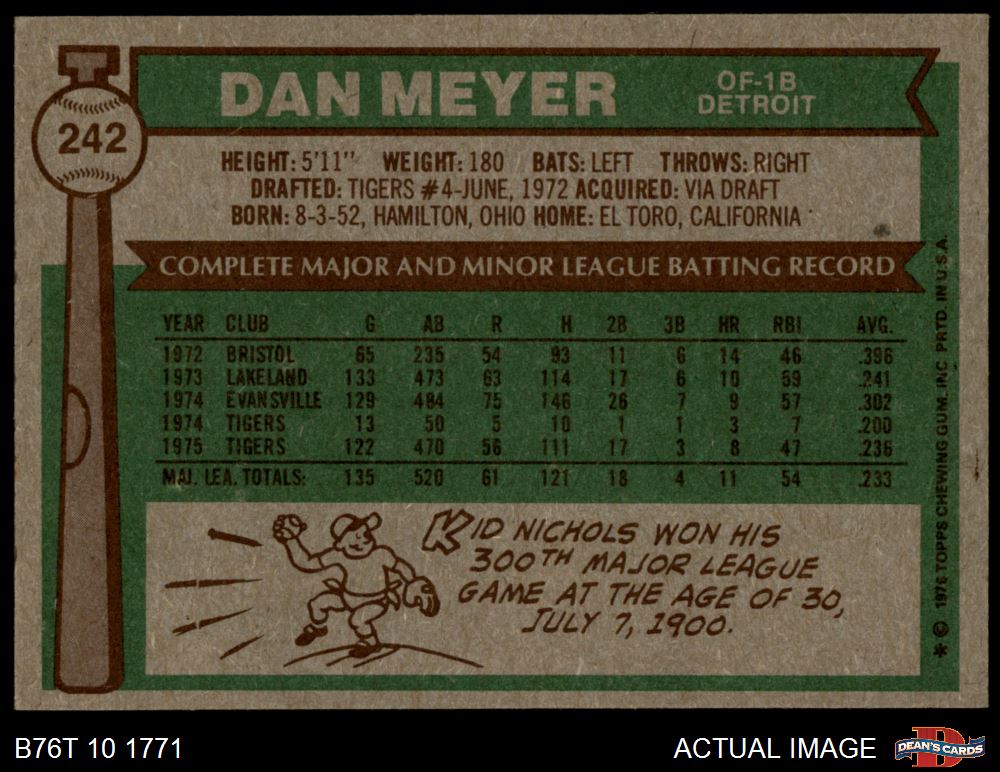 242
DAN MEYER
OF-1B
DETROIT
HEIGHT: 5'11" WEIGHT: 180 BATS: LEFT THROWS: RIGHT
DRAFTED: TIGERS #4-JUNE, 1972 ACQUIRED: VIA DRAFT
BORN: 8-3-52, HAMILTON, OHIO HOME: EL TORO, CALIFORNIA
COMPLETE MAJOR AND MINOR LEAGUE BATTING RECORD
YEAR CLUB G AB R H 2B 3B HR RBI AVG.
1972 BRISTOL 65 235 54 93 11 6 14 46 .396
1973 LAKELAND 133 473 63 114 17 6 10 59 .241
1974 EVANSVILLE 129 484 75 146 26 7 9 57 .302
1974 TIGERS 13 50 5 10 1 1 3 7 .200
1975 TIGERS 122 470 56 111 17 3 8 47 .236
MAJ. LEA. TOTALS: 135 520 61 121 18 4 11 54 .233
KID NICHOLS WON HIS
300TH MAJOR LEAGUE
GAME AT THE AGE OF 30,
JULY 7, 1900.
* © 1976 TOPPS CHEWING GUM, INC. PRTD. IN U.S.A.
B76T 10 1771
ACTUAL IMAGE
D
DEAN'S CARDS